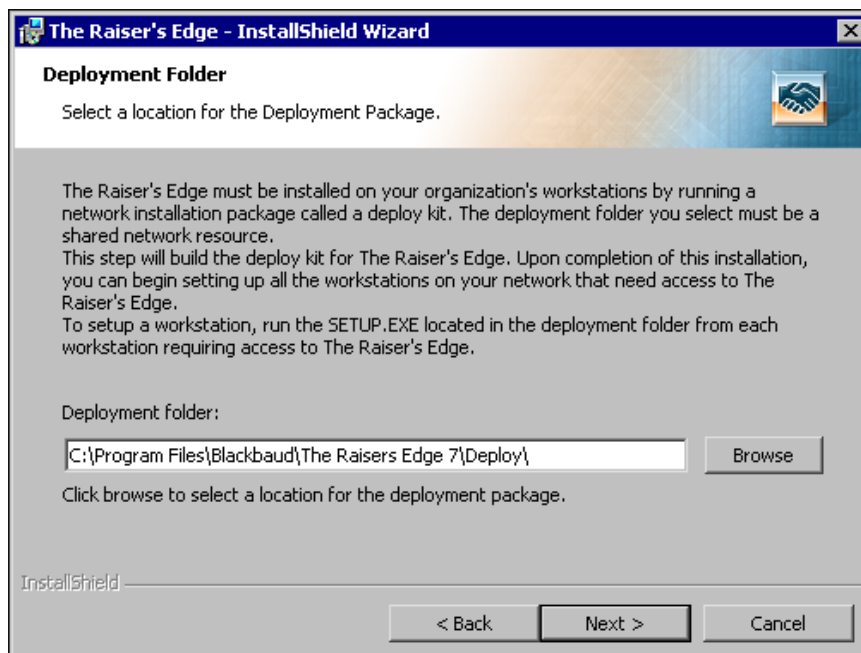 The Raiser's Edge - InstallShield Wizard
Deployment Folder
Select a location for the Deployment Package.
The Raiser's Edge must be installed on your organization's workstations by running a
network installation package called a deploy kit. The deployment folder you select must be a
shared network resource.
This step will build the deploy kit for The Raiser's Edge. Upon completion of this installation,
you can begin setting up all the workstations on your network that need access to The
Raiser's Edge.
To setup a workstation, run the SETUP.EXE located in the deployment folder from each
workstation requiring access to The Raiser's Edge.
Deployment folder:
C:\Program Files\Blackbaud\The Raisers Edge 7\Deploy\
Browse
Click browse to select a location for the deployment package.
InstallShield
< Back
Next >
Cancel